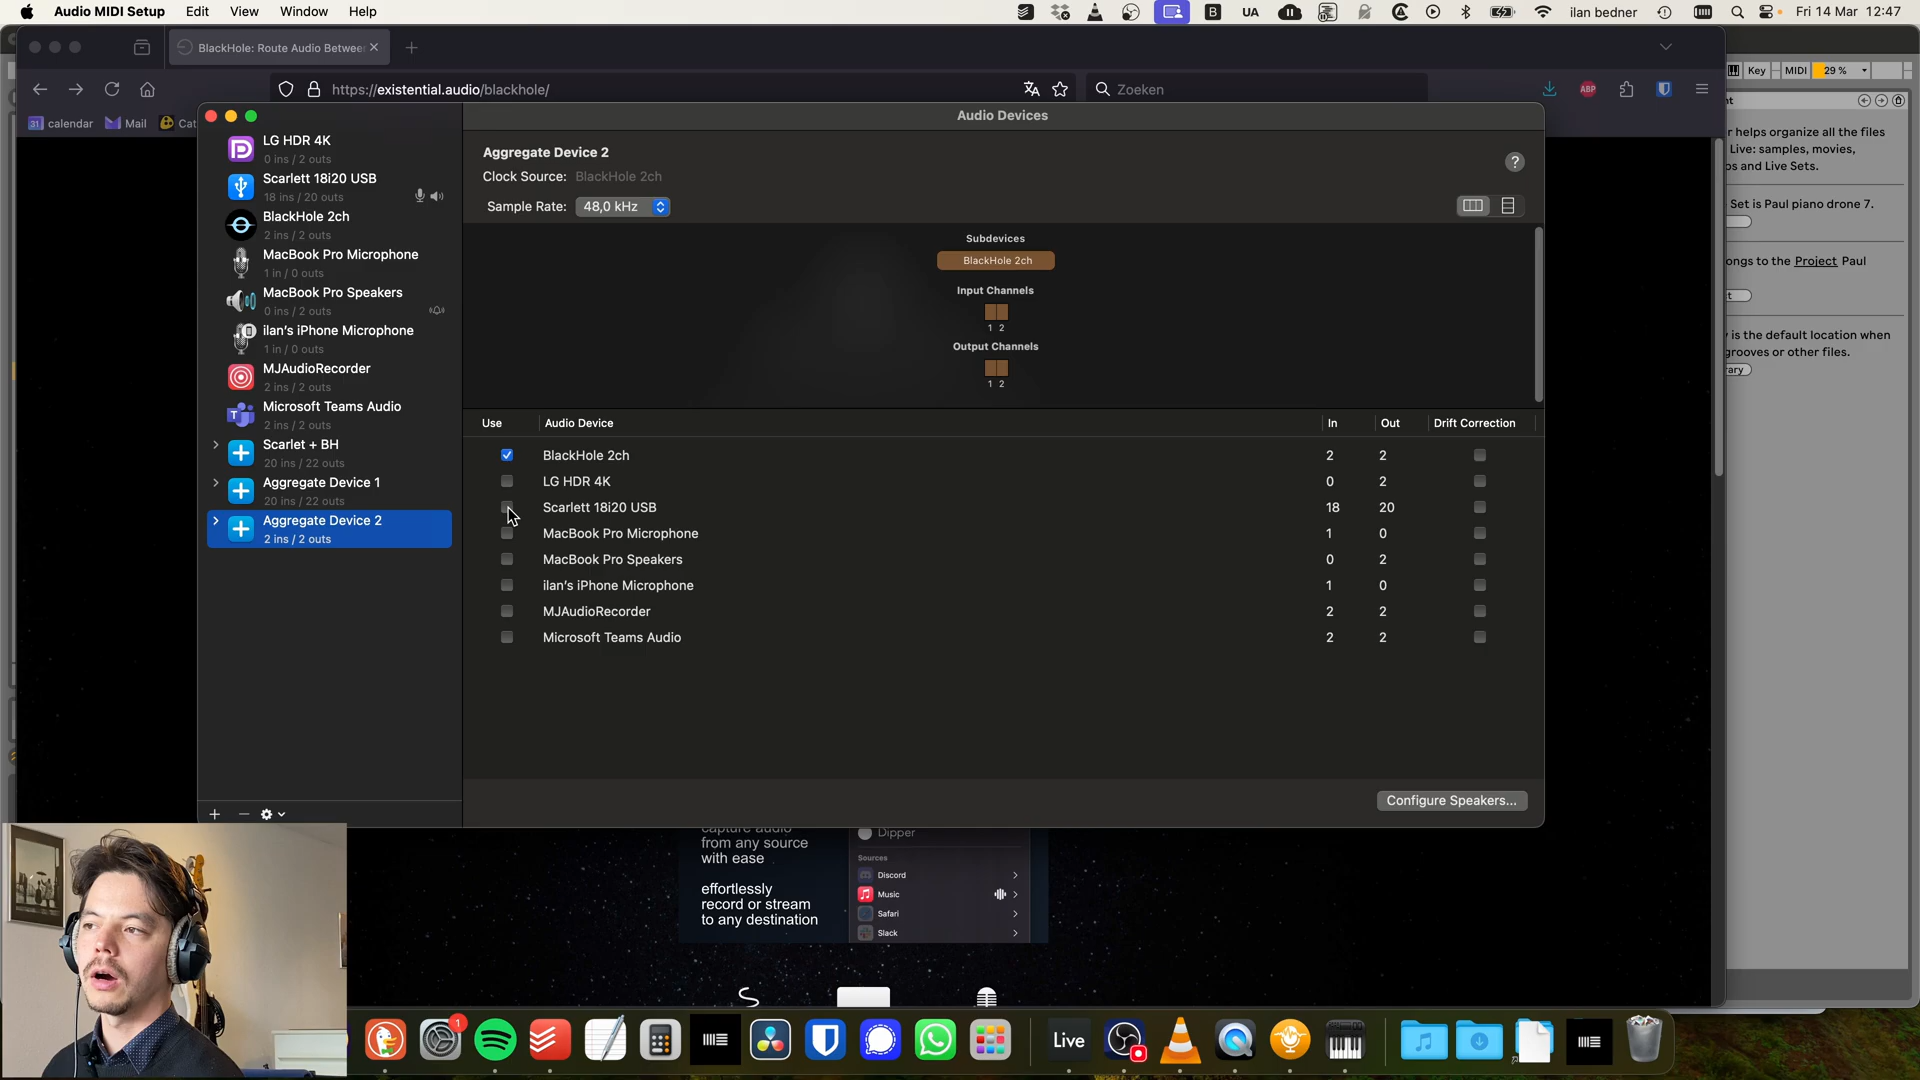 Audio MIDI Setup Edit View Window Help
UA ilan bedner Fri 14 Mar 12:47
BlackHole: Route Audio Betwee
https://existential.audio/blackhole/
Zoeken
ABP
31 calendar Mail Cat
Key MIDI 29 %
Audio Devices
LG HDR 4K
0 ins / 2 outs
Scarlett 18i20 USB
18 ins / 20 outs
BlackHole 2ch
2 ins / 2 outs
MacBook Pro Microphone
1 in / 0 outs
MacBook Pro Speakers
0 ins / 2 outs
ilan's iPhone Microphone
1 in / 0 outs
MJAudioRecorder
2 ins / 2 outs
Microsoft Teams Audio
2 ins / 2 outs
Scarlet + BH
20 ins / 22 outs
Aggregate Device 1
20 ins / 22 outs
Aggregate Device 2
2 ins / 2 outs
Aggregate Device 2
Clock Source: BlackHole 2ch
Sample Rate: 48,0 kHz
?
Subdevices
BlackHole 2ch
Input Channels
1 2
Output Channels
1 2
Use Audio Device In Out Drift Correction
BlackHole 2ch 2 2
LG HDR 4K 0 2
Scarlett 18i20 USB 18 20
MacBook Pro Microphone 1 0
MacBook Pro Speakers 0 2
ilan's iPhone Microphone 1 0
MJAudioRecorder 2 2
Microsoft Teams Audio 2 2
Configure Speakers...
nt
r helps organize all the files
Live: samples, movies,
ps and Live Sets.
Set is Paul piano drone 7.
ongs to the Project Paul
t
y is the default location when
grooves or other files.
rary
capture audio
from any source
with ease
effortlessly
record or stream
to any destination
Dipper
Sources
Discord
Music
Safari
Slack
1
Live